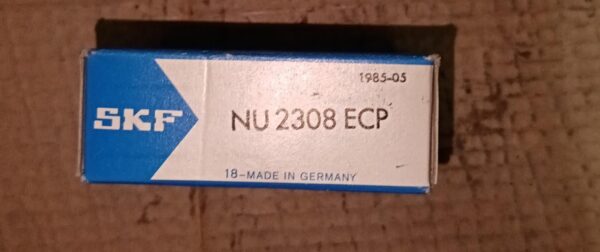 1985-05
SKF
NU 2308 ECP
18-MADE IN GERMANY